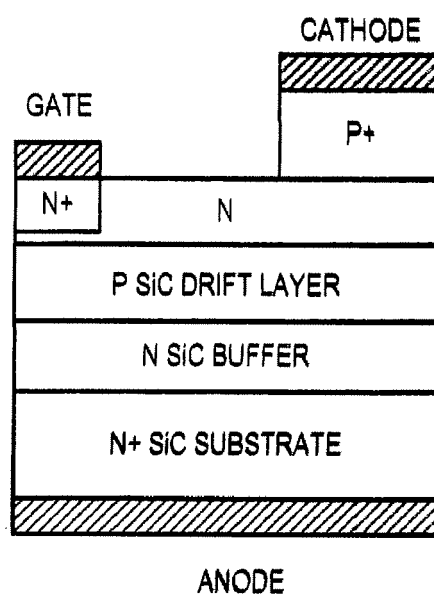 CATHODE
GATE
P+
N+
N
P SiC DRIFT LAYER
N SiC BUFFER
N+ SiC SUBSTRATE
ANODE